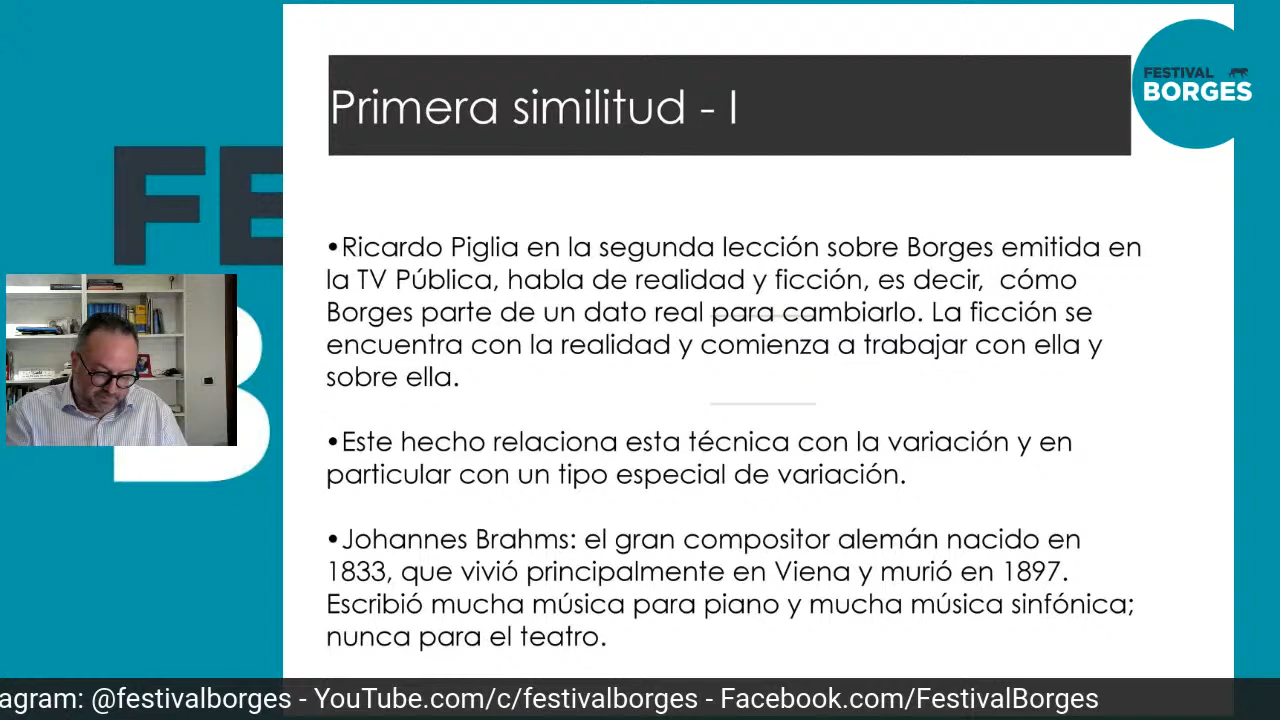 Primera similitud - I
FESTIVAL
BORGES
•Ricardo Piglia en la segunda lección sobre Borges emitida en
la TV Pública, habla de realidad y ficción, es decir, cómo
Borges parte de un dato real para cambiarlo. La ficción se
encuentra con la realidad y comienza a trabajar con ella y
sobre ella.
•Este hecho relaciona esta técnica con la variación y en
particular con un tipo especial de variación.
•Johannes Brahms: el gran compositor alemán nacido en
1833, que vivió principalmente en Viena y murió en 1897.
Escribió mucha música para piano y mucha música sinfónica;
nunca para el teatro.
FE
B
agram: @festivalborges - YouTube.com/c/festivalborges - Facebook.com/FestivalBorges